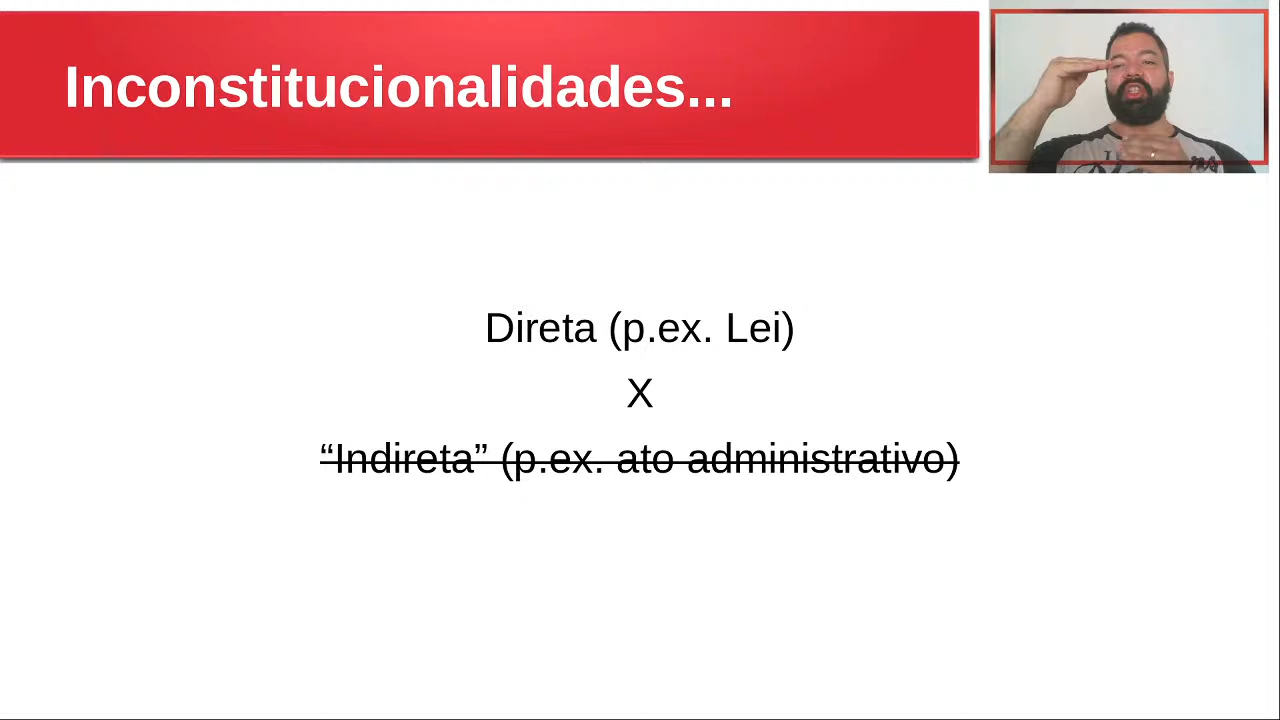 Inconstitucionalidades...
Direta (p.ex. Lei)
X
“Indireta” (p.ex. ato administrativo)